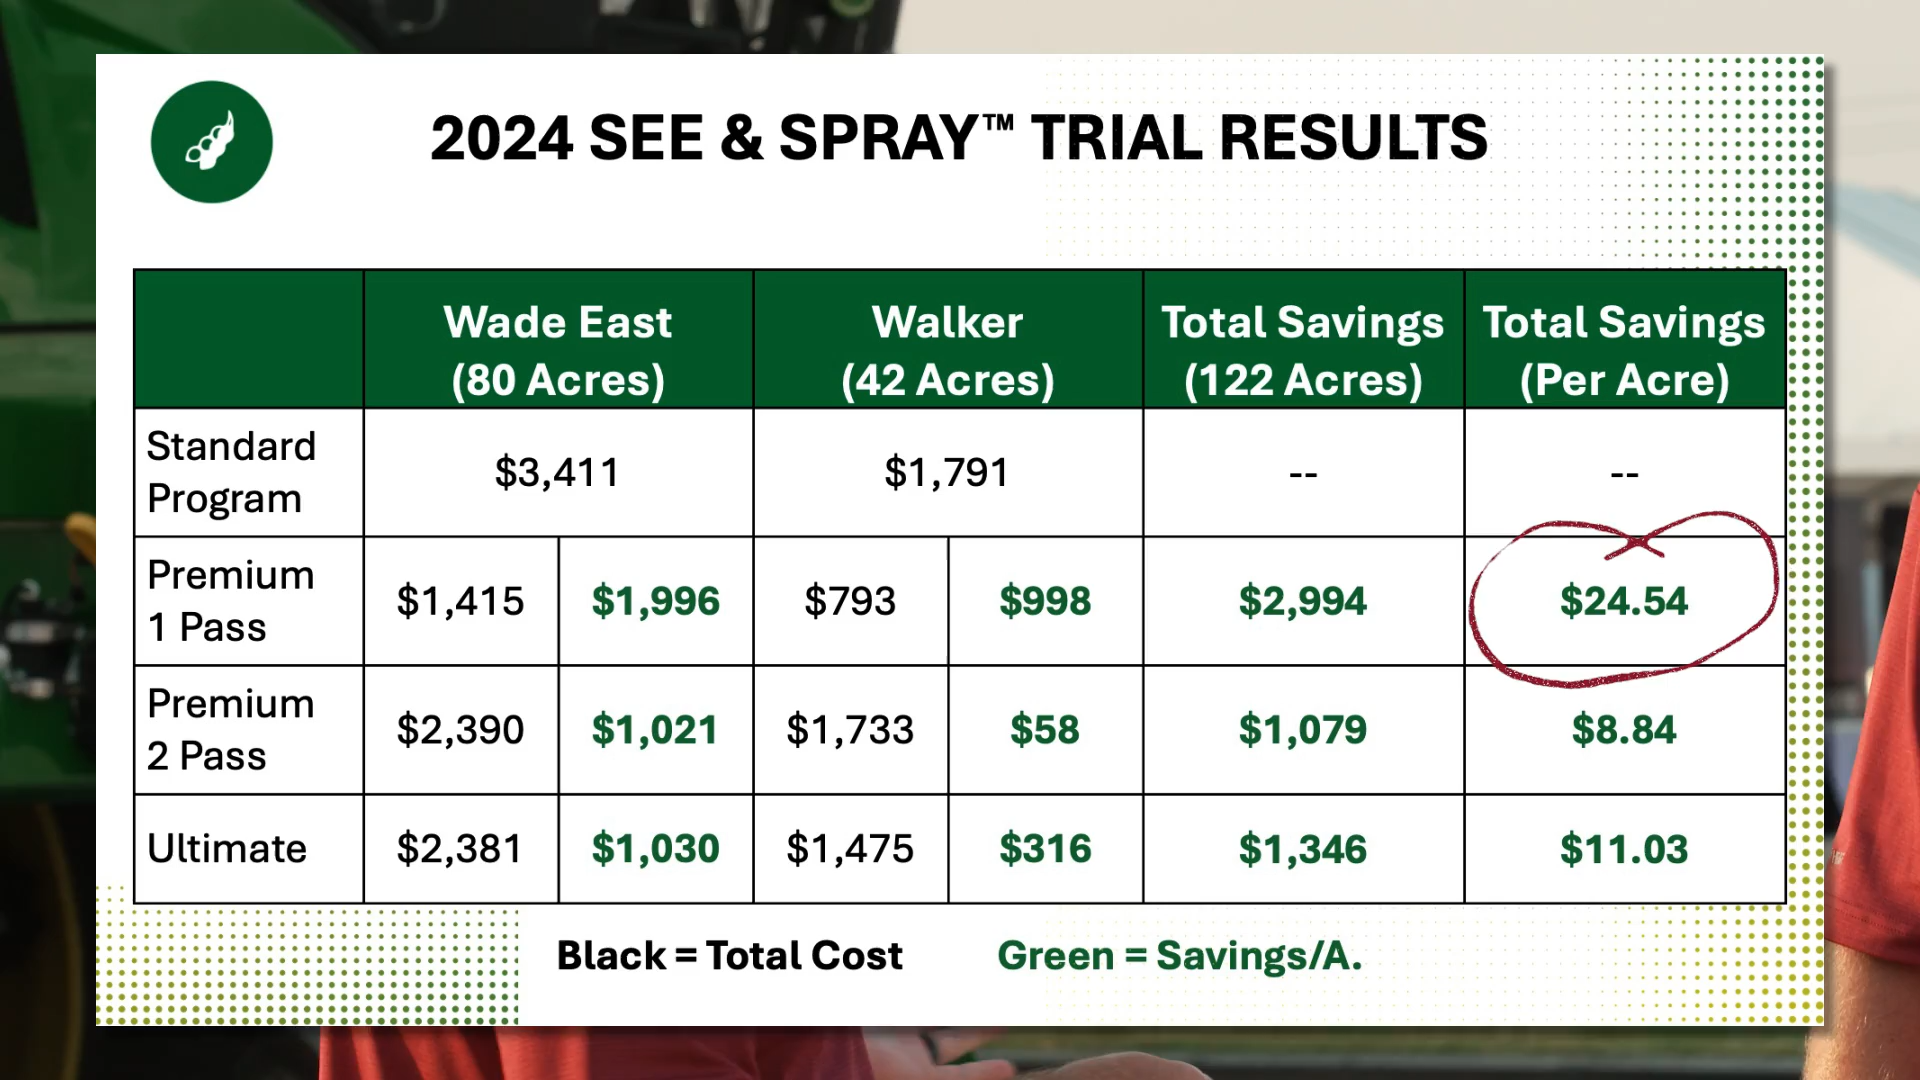 2024 SEE & SPRAY™ TRIAL RESULTS
Wade East
(80 Acres)
Walker
(42 Acres)
Total Savings
(122 Acres)
Total Savings
(Per Acre)
Standard
Program
$3,411
$1,791
--
--
Premium
1 Pass
$1,415
$1,996
$793
$998
$2,994
$24.54
Premium
2 Pass
$2,390
$1,021
$1,733
$58
$1,079
$8.84
Ultimate
$2,381
$1,030
$1,475
$316
$1,346
$11.03
Black = Total Cost
Green = Savings/A.